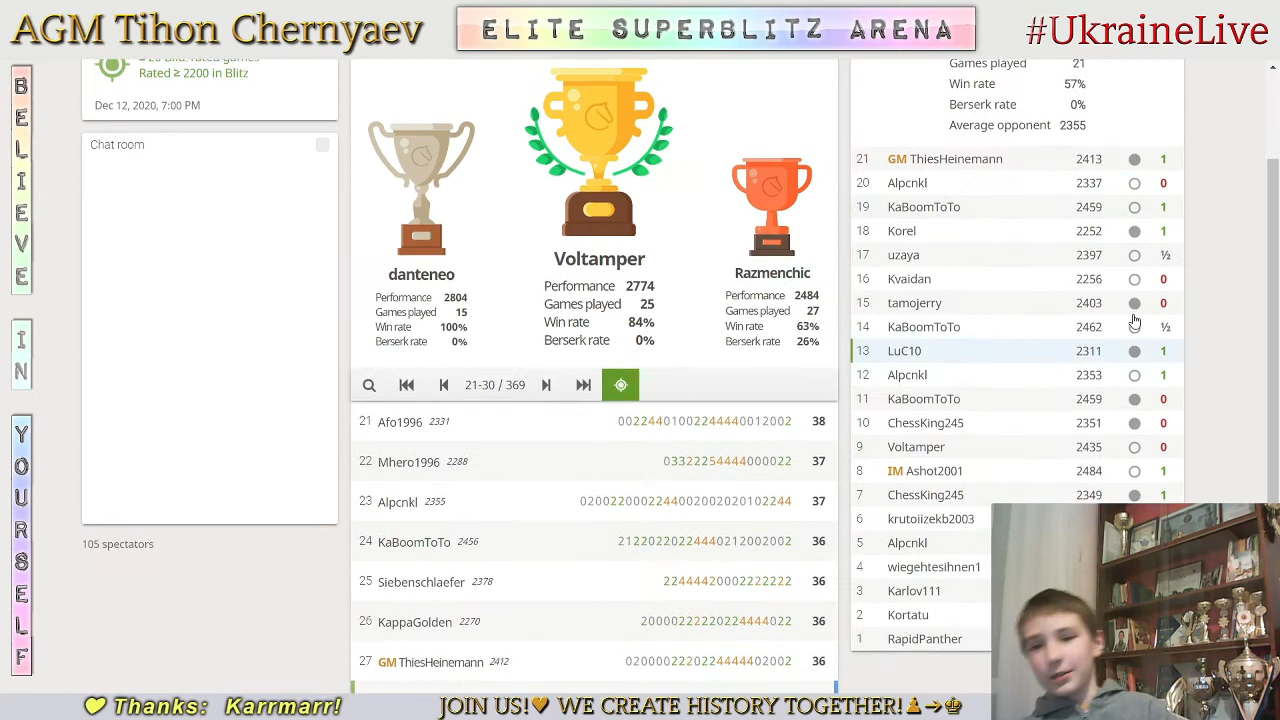 AGM Tihon Chernyaev
ELITE SUPERBLITZ ARENA
#UkraineLive
BELIEVE
IN
YOURSELF
Rated ≥ 2200 in Blitz
Dec 12, 2020, 7:00 PM
Chat room
105 spectators
danteneo
Performance 2804
Games played 15
Win rate 100%
Berserk rate 0%
Voltamper
Performance 2774
Games played 25
Win rate 84%
Berserk rate 0%
Razmenchic
Performance 2484
Games played 27
Win rate 63%
Berserk rate 26%
21-30 / 369
21 Afo1996 2331 00224401002244440012002 38
22 Mhero1996 2288 0332225444000022 37
23 Alpcnkl 2355 0200220002244002002020102244 37
24 KaBoomToTo 2456 21220220224440212002002 36
25 Siebenschlaefer 2378 22444420002222222 36
26 KappaGolden 2270 20000222220224444022 36
27 GM ThiesHeinemann 2412 0200002220224444402002 36
Games played 21
Win rate 57%
Berserk rate 0%
Average opponent 2355
21 GM ThiesHeinemann 2413 1
20 Alpcnkl 2337 0
19 KaBoomToTo 2459 1
18 Korel 2252 1
17 uzaya 2397 ½
16 Kvaidan 2256 0
15 tamojerry 2403 0
14 KaBoomToTo 2462 ½
13 LuC10 2311 1
12 Alpcnkl 2353 1
11 KaBoomToTo 2459 0
10 ChessKing245 2351 0
9 Voltamper 2435 0
8 IM Ashot2001 2484 1
7 ChessKing245 2349 1
6 krutoiizekb2003
5 Alpcnkl
4 wiegehtesihnen1
3 Karlov111
2 Kortatu
1 RapidPanther
Thanks: Karrmarr!
JOIN US! WE CREATE HISTORY TOGETHER!